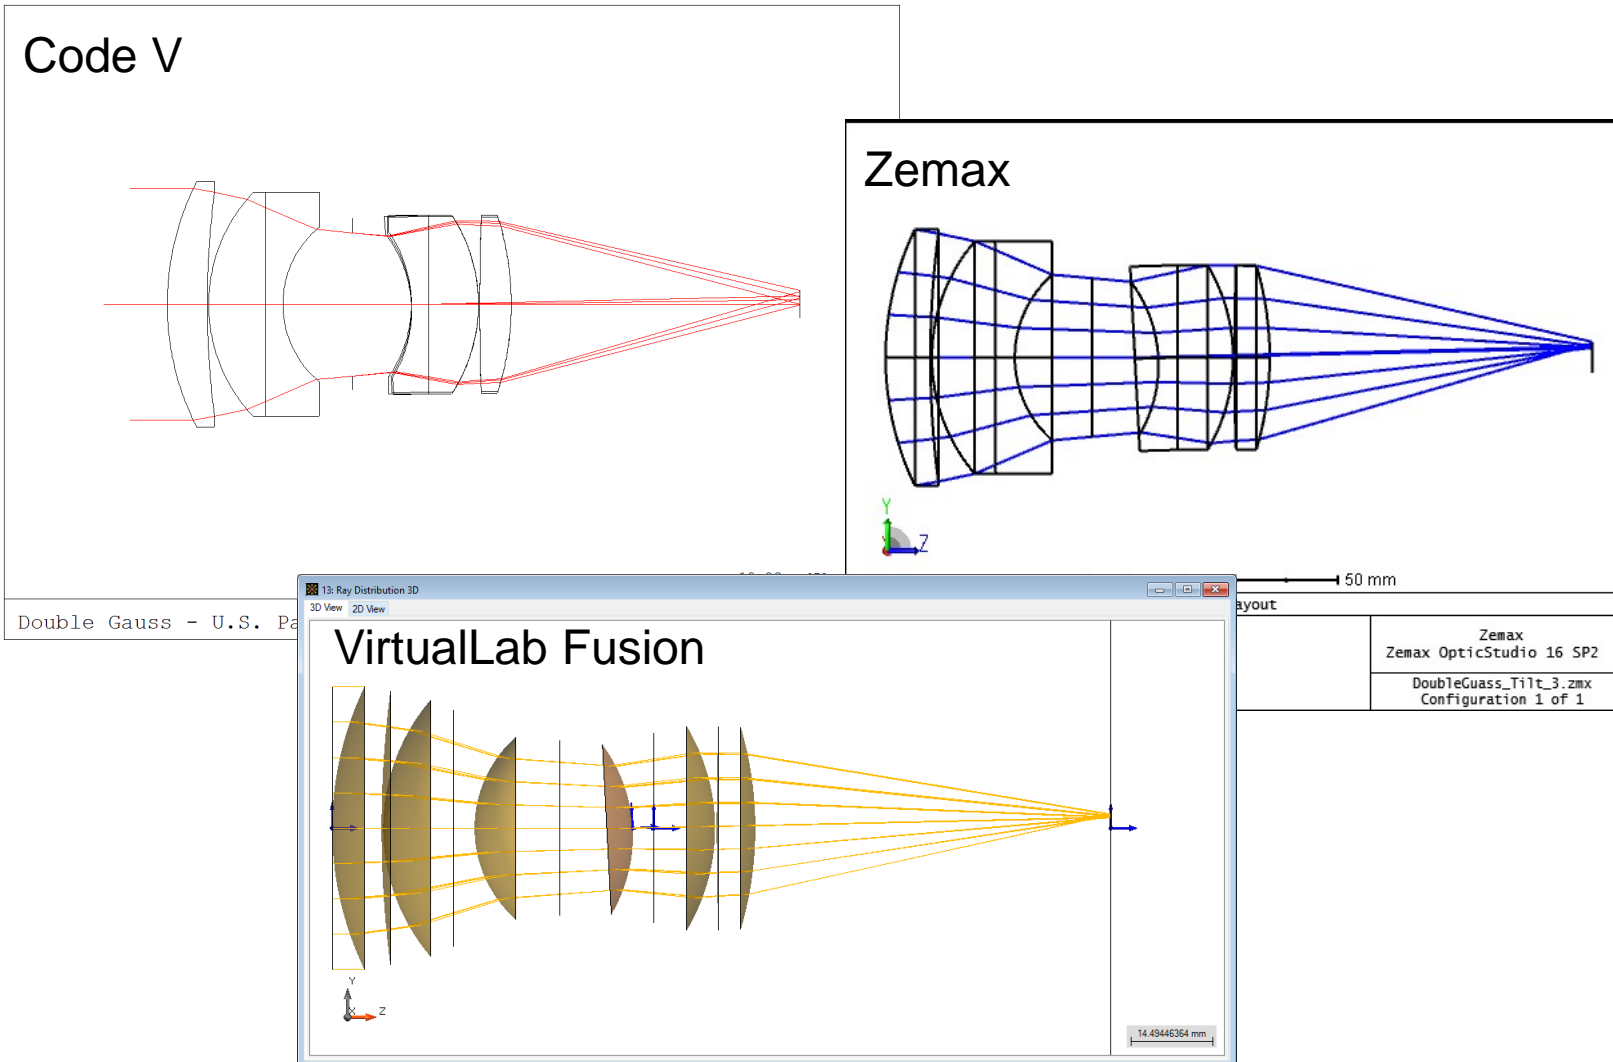 Code V
Double Gauss - U.S. Pa
Zemax
Y
Z
50 mm
ayout
Zemax
Zemax OpticStudio 16 SP2
DoubleGuass_Tilt_3.zmx
Configuration 1 of 1
13: Ray Distribution 3D
3D View 2D View
VirtualLab Fusion
Y
X
Z
14.49446364 mm